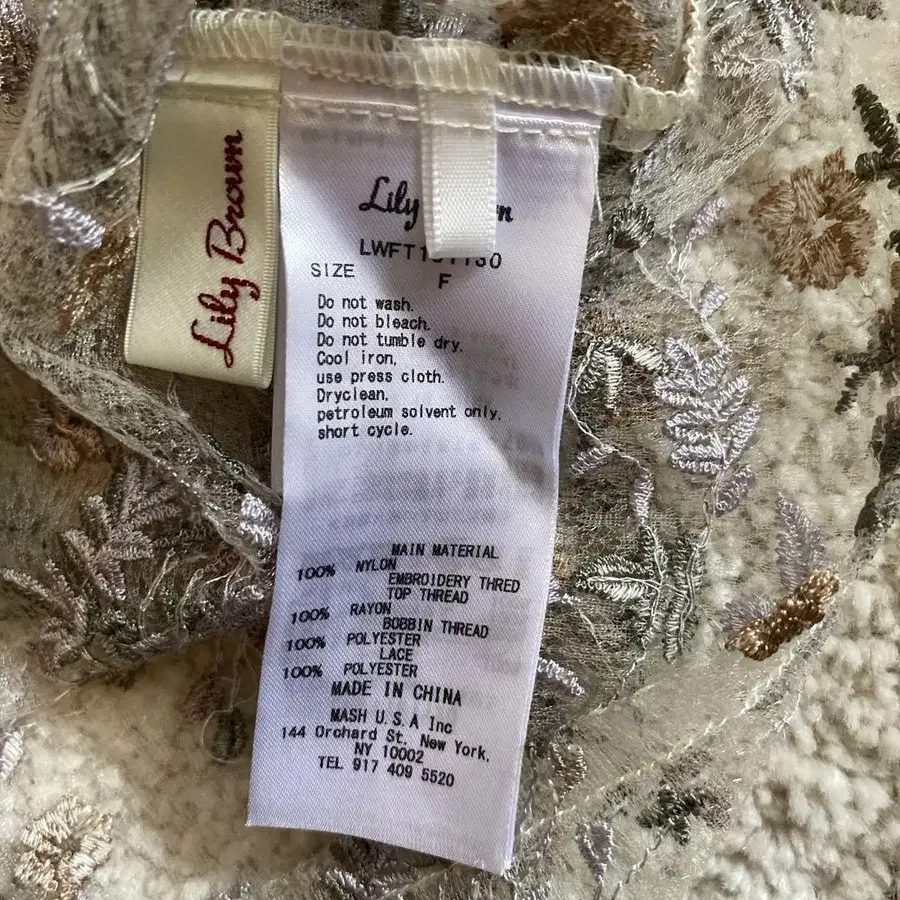 Lily Brown
Lily
SIZE
F
Do not wash.
Do not bleach.
Do not tumble dry.
Cool iron,
use press cloth.
Dryclean,
petroleum solvent only.
short cycle.
MAIN MATERIAL
100% NYLON
EMBROIDERY THRED
TOP THREAD
100% RAYON
BOBBIN THREAD
100% POLYESTER
LACE
100% POLYESTER
MADE IN CHINA
MASH U.S.A Inc
144 Orchard St, New York,
NY 10002
TEL 917 409 5520